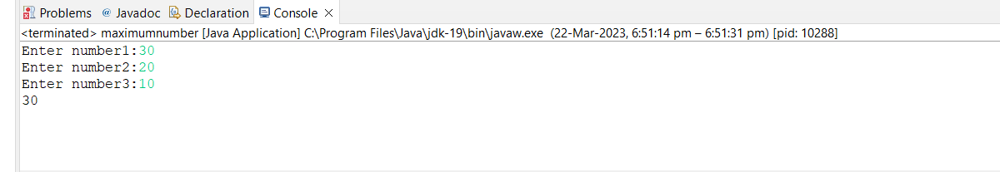 Problems @ Javadoc Declaration Console
<terminated> maximumnumber [Java Application] C:\Program Files\Java\jdk-19\bin\javaw.exe (22-Mar-2023, 6:51:14 pm – 6:51:31 pm) [pid: 10288]
Enter number1:30
Enter number2:20
Enter number3:10
30